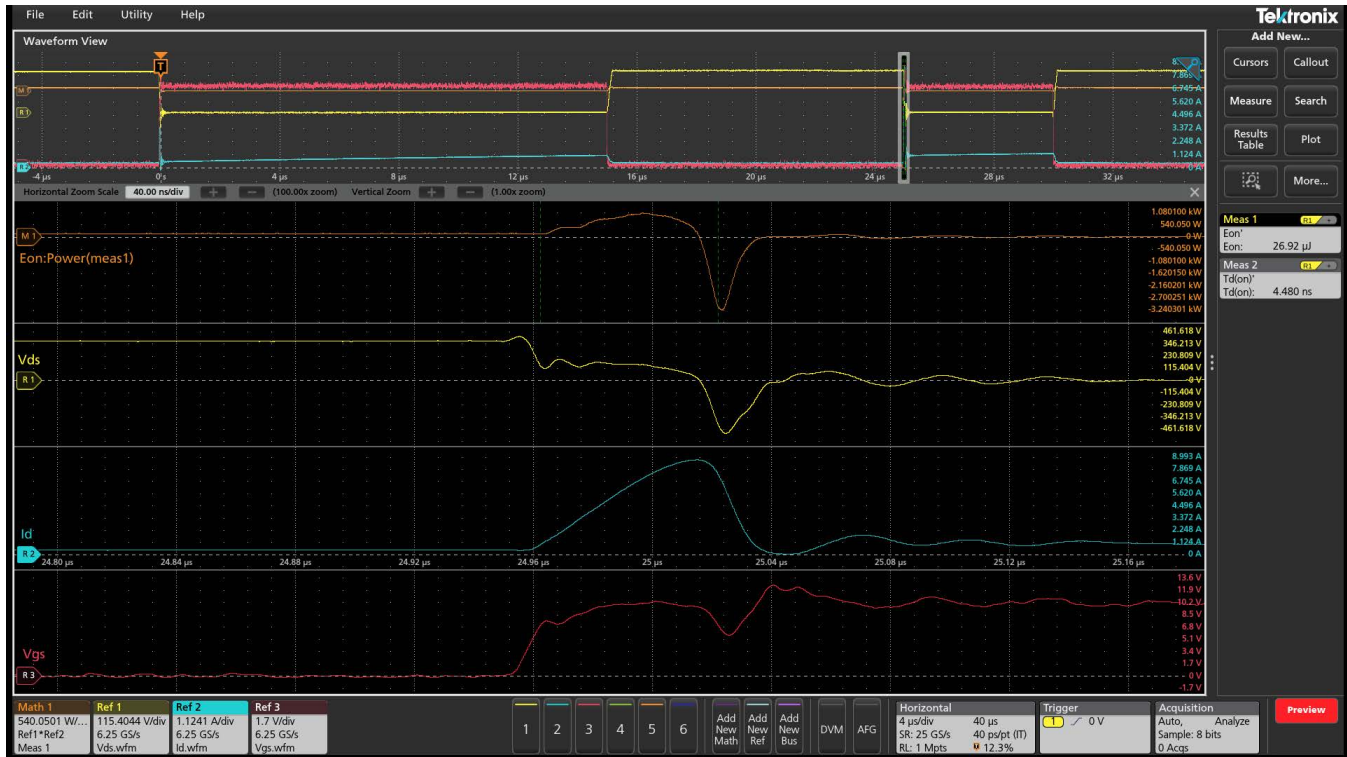 File Edit Utility Help
Tektronix
Waveform View
Add New...
Cursors Callout
Measure Search
Results Table Plot
More...
T
M 1
R 1
R 2
7.869
6.745 A
5.620 A
4.496 A
3.372 A
2.248 A
1.124 A
0 A
-4 µs 0 s 4 µs 8 µs 12 µs 16 µs 20 µs 24 µs 28 µs 32 µs
Horizontal Zoom Scale 40.00 ns/div + — (100.00x zoom) Vertical Zoom + — (1.00x zoom) ×
M 1
Eon:Power(meas1)
1.080100 kW
540.050 W
0 W
-540.050 W
-1.080100 kW
-1.620150 kW
-2.160201 kW
-2.700251 kW
-3.240301 kW
Meas 1 R1
Eon'
Eon: 26.92 µJ
Meas 2 R1
Td(on)'
Td(on): 4.480 ns
Vds
R 1
461.618 V
346.213 V
230.809 V
115.404 V
0 V
-115.404 V
-230.809 V
-346.213 V
-461.618 V
Id
R 2
8.993 A
7.869 A
6.745 A
5.620 A
4.496 A
3.372 A
2.248 A
1.124 A
0 A
24.80 µs 24.84 µs 24.88 µs 24.92 µs 24.96 µs 25 µs 25.04 µs 25.08 µs 25.12 µs 25.16 µs
Vgs
R 3
13.6 V
11.9 V
10.2 V
8.5 V
6.8 V
5.1 V
3.4 V
1.7 V
0 V
-1.7 V
Math 1
540.0501 W/...
Ref1*Ref2
Meas 1
Ref 1
115.4044 V/div
6.25 GS/s
Vds.wfm
Ref 2
1.1241 A/div
6.25 GS/s
Id.wfm
Ref 3
1.7 V/div
6.25 GS/s
Vgs.wfm
1 2 3 4 5 6
Add New Math
Add New Ref
Add New Bus
DVM
AFG
Horizontal
4 µs/div 40 µs
SR: 25 GS/s 40 ps/pt (IT)
RL: 1 Mpts 12.3%
Trigger
1 0 V
Acquisition
Auto, Analyze
Sample: 8 bits
0 Acqs
Preview